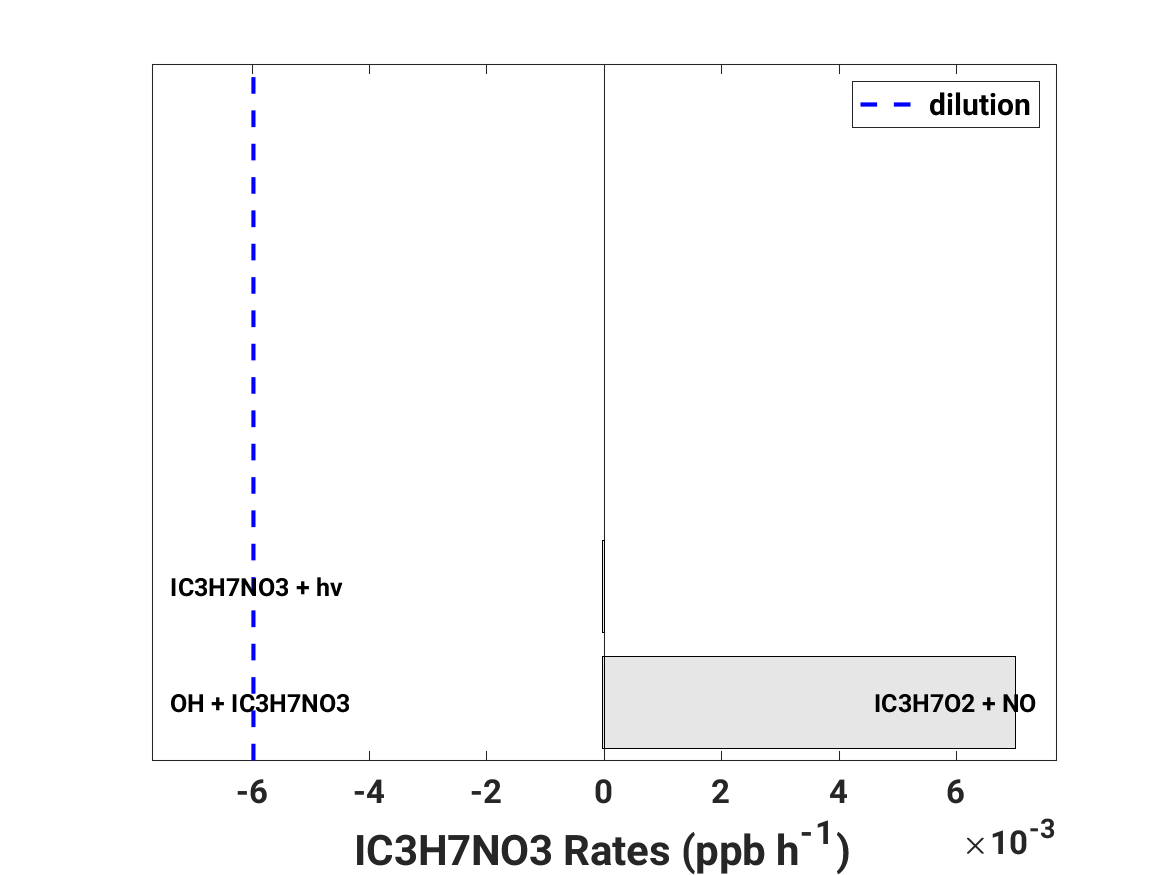 dilution
IC3H7NO3 + hv
OH + IC3H7NO3
IC3H7O2 + NO
-6 -4 -2 0 2 4 6
×10^-3
IC3H7NO3 Rates (ppb h^-1)